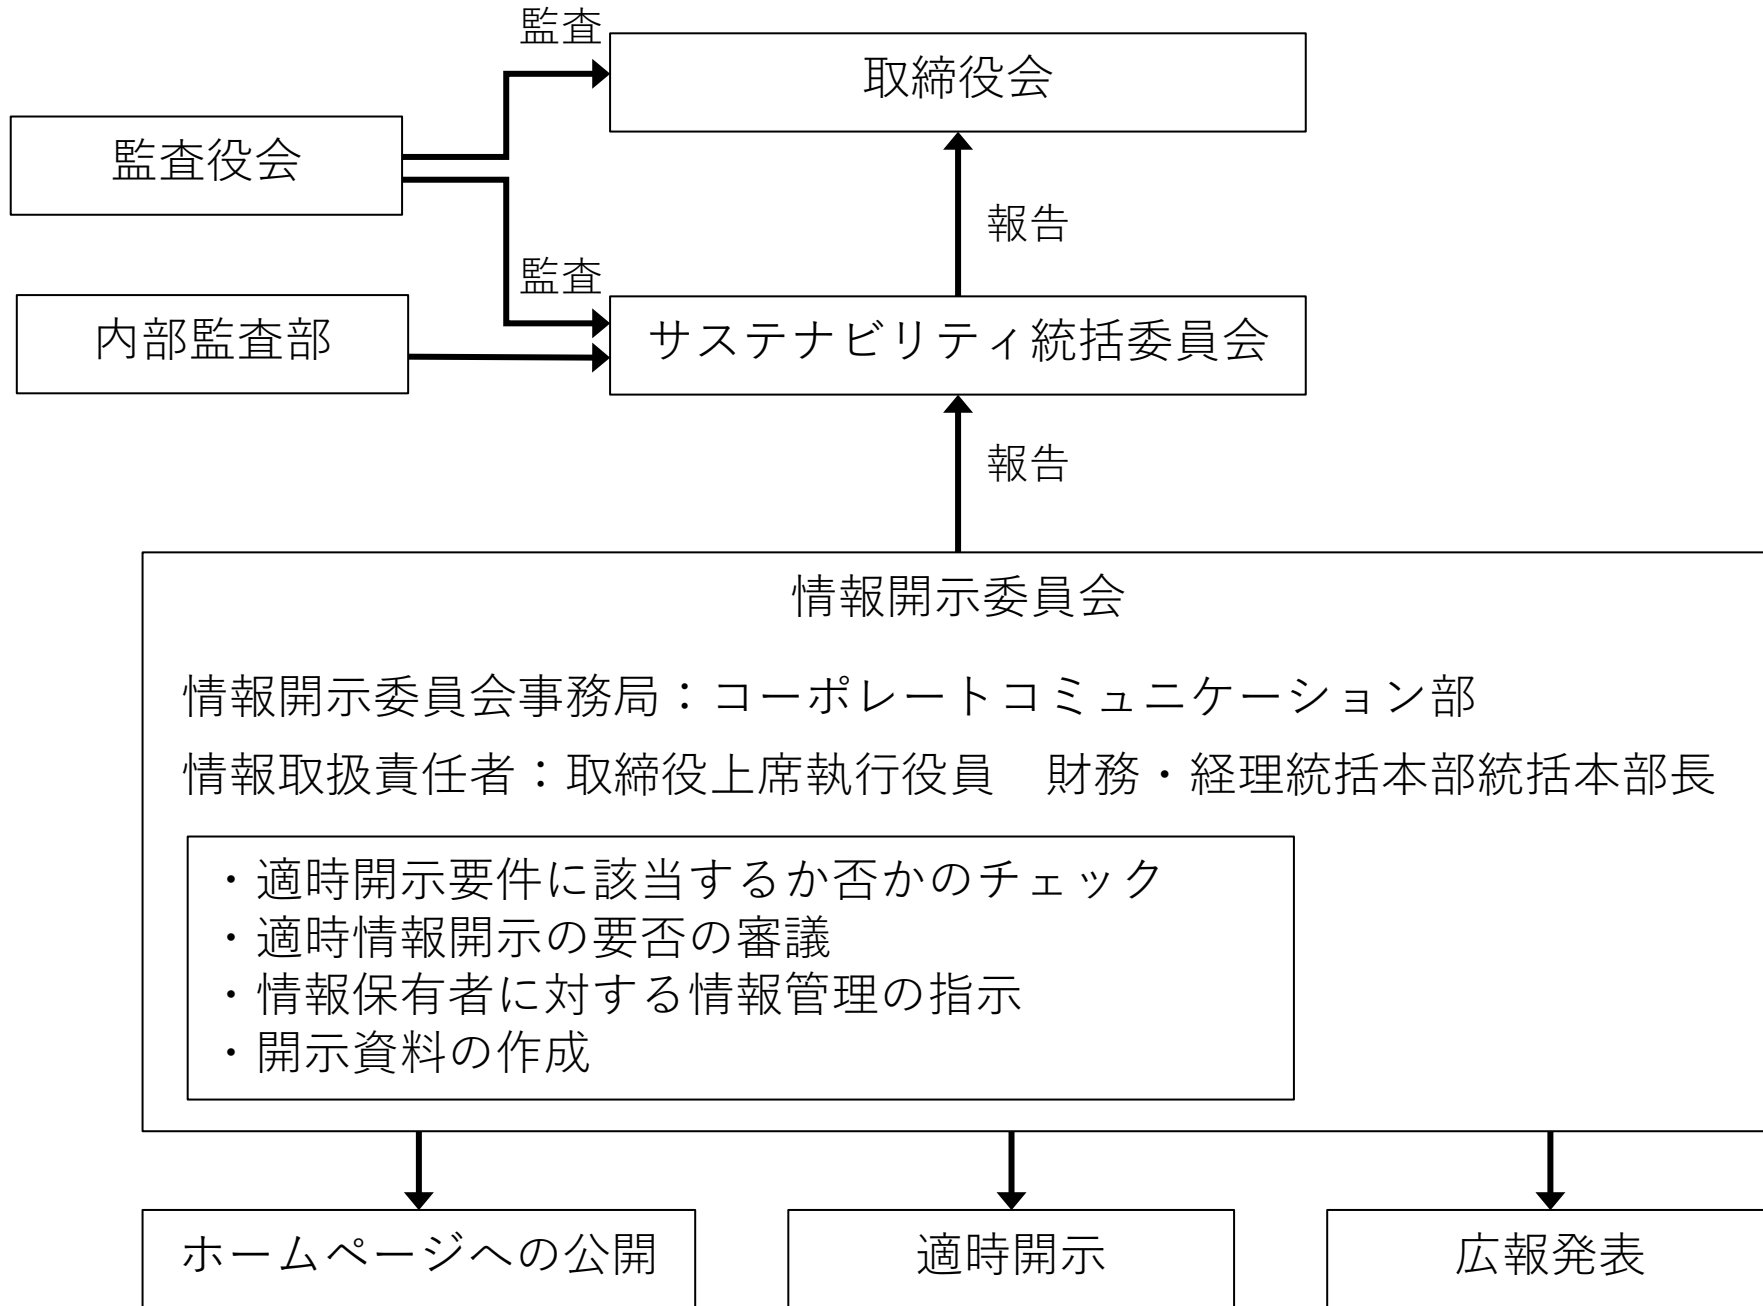 監査
取締役会
監査役会
報告
監査
内部監査部
サステナビリティ統括委員会
報告
情報開示委員会
情報開示委員会事務局：コーポレートコミュニケーション部
情報取扱責任者：取締役上席執行役員　財務・経理統括本部統括本部長
・適時開示要件に該当するか否かのチェック
・適時情報開示の要否の審議
・情報保有者に対する情報管理の指示
・開示資料の作成
ホームページへの公開
適時開示
広報発表